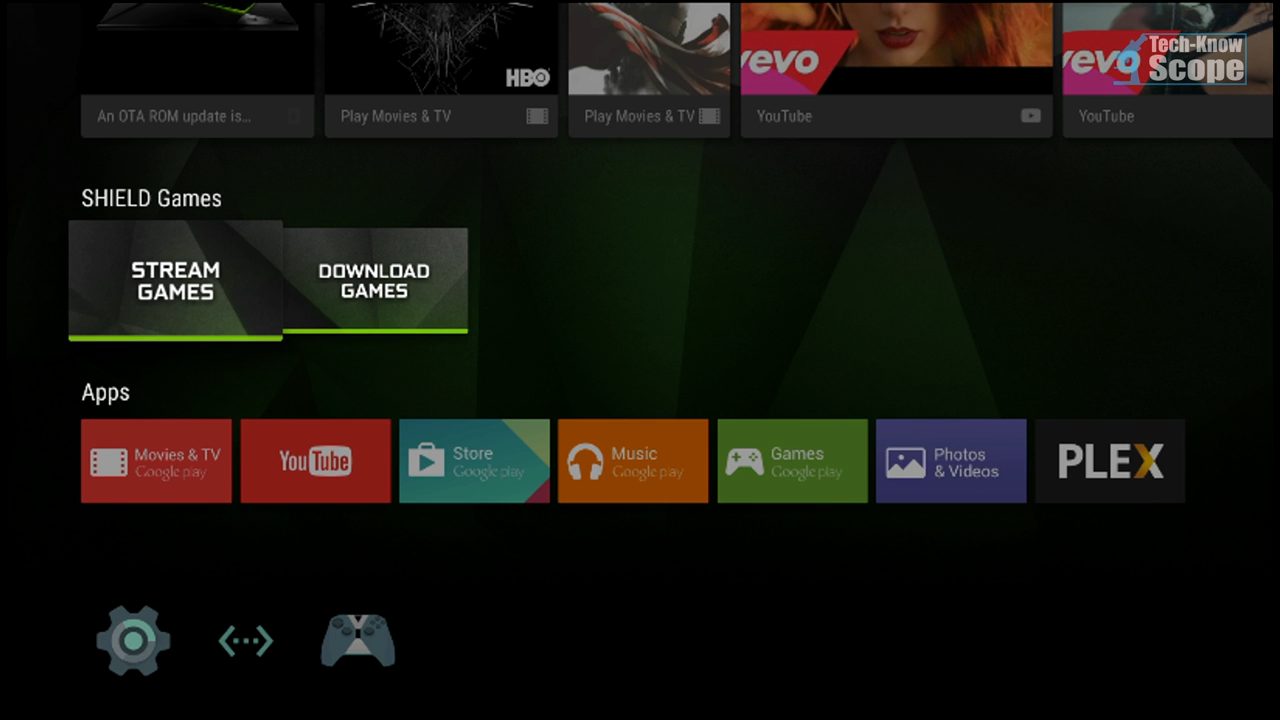 HBO
vevo
vevo
Tech-Know
Scope
An OTA ROM update is...
Play Movies & TV
Play Movies & TV
YouTube
YouTube
SHIELD Games
STREAM
GAMES
DOWNLOAD
GAMES
Apps
Movies & TV
Google play
YouTube
Store
Google play
Music
Google play
Games
Google play
Photos
& Videos
PLEX